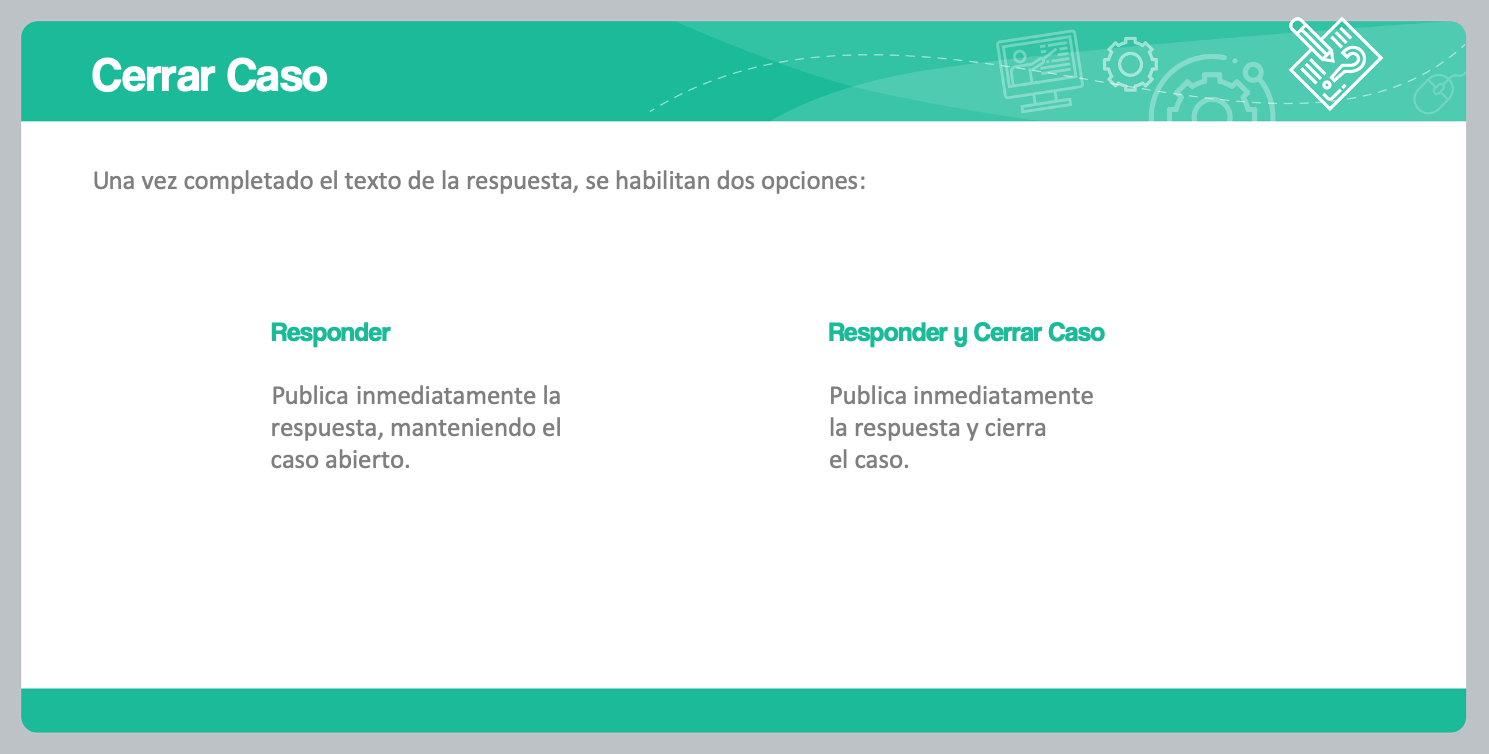 Cerrar Caso
Una vez completado el texto de la respuesta, se habilitan dos opciones:
Responder
Publica inmediatamente la
respuesta, manteniendo el
caso abierto.
Responder y Cerrar Caso
Publica inmediatamente
la respuesta y cierra
el caso.